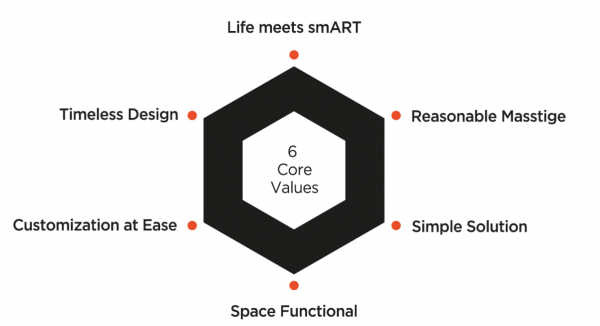 Life meets smART
Timeless Design
Reasonable Masstige
6
Core
Values
Customization at Ease
Simple Solution
Space Functional